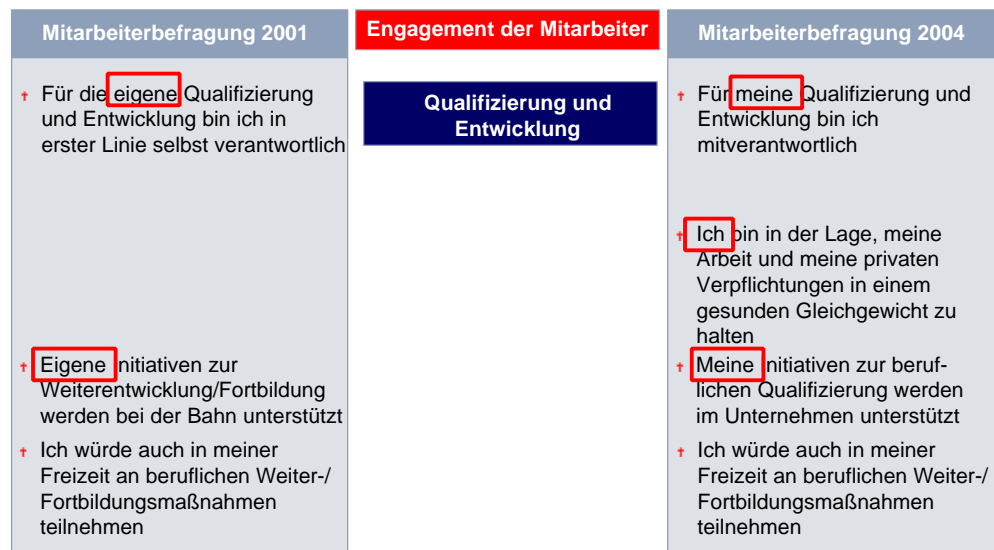 Mitarbeiterbefragung 2001
Für die eigene Qualifizierung
und Entwicklung bin ich in
erster Linie selbst verantwortlich
Eigene Initiativen zur
Weiterentwicklung/Fortbildung
werden bei der Bahn unterstützt
Ich würde auch in meiner
Freizeit an beruflichen Weiter-/
Fortbildungsmaßnahmen
teilnehmen
Engagement der Mitarbeiter
Qualifizierung und
Entwicklung
Mitarbeiterbefragung 2004
Für meine Qualifizierung und
Entwicklung bin ich
mitverantwortlich
Ich bin in der Lage, meine
Arbeit und meine privaten
Verpflichtungen in einem
gesunden Gleichgewicht zu
halten
Meine Initiativen zur beruf-
lichen Qualifizierung werden
im Unternehmen unterstützt
Ich würde auch in meiner
Freizeit an beruflichen Weiter-/
Fortbildungsmaßnahmen
teilnehmen